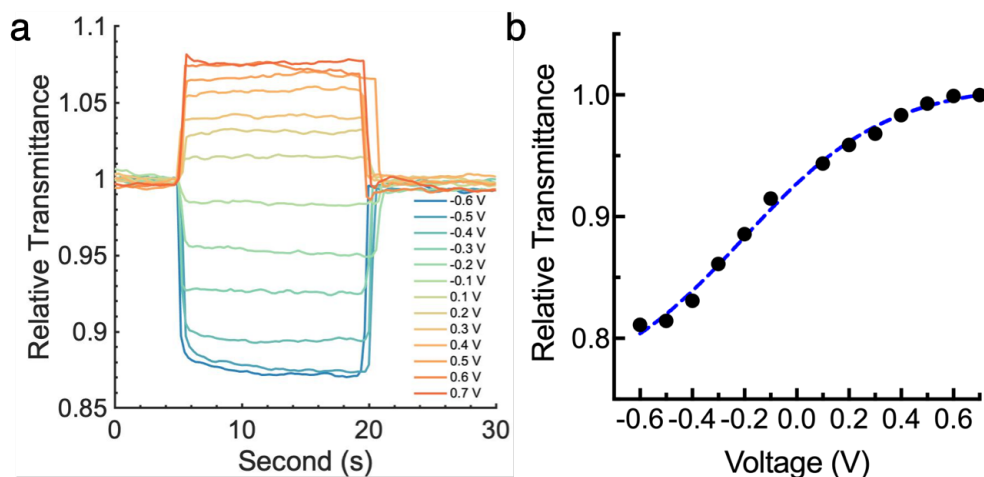 a
Relative Transmittance
1.1
1.05
1
0.95
0.9
0.85
0
10
20
30
Second (s)
-0.6 V
-0.5 V
-0.4 V
-0.3 V
-0.2 V
-0.1 V
0.1 V
0.2 V
0.3 V
0.4 V
0.5 V
0.6 V
0.7 V
b
Relative Transmittance
1.0
0.9
0.8
-0.6 -0.4 -0.2 0.0 0.2 0.4 0.6
Voltage (V)